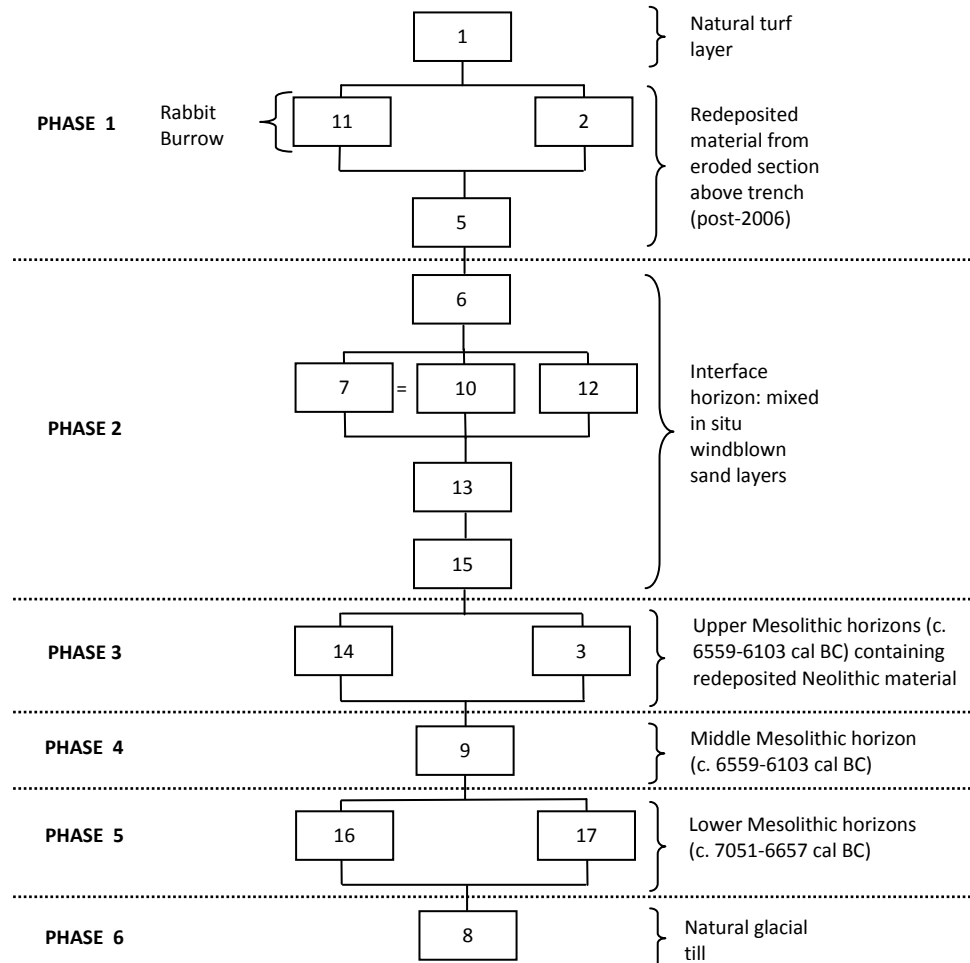 1
Natural turf
layer
PHASE 1
Rabbit
Burrow
11
2
Redeposited
material from
eroded section
above trench
(post-2006)
5
6
7 = 10
12
PHASE 2
Interface
horizon: mixed
in situ
windblown
sand layers
13
15
PHASE 3
14
3
Upper Mesolithic horizons (c.
6559-6103 cal BC) containing
redeposited Neolithic material
PHASE 4
9
Middle Mesolithic horizon
(c. 6559-6103 cal BC)
PHASE 5
16
17
Lower Mesolithic horizons
(c. 7051-6657 cal BC)
PHASE 6
8
Natural glacial
till